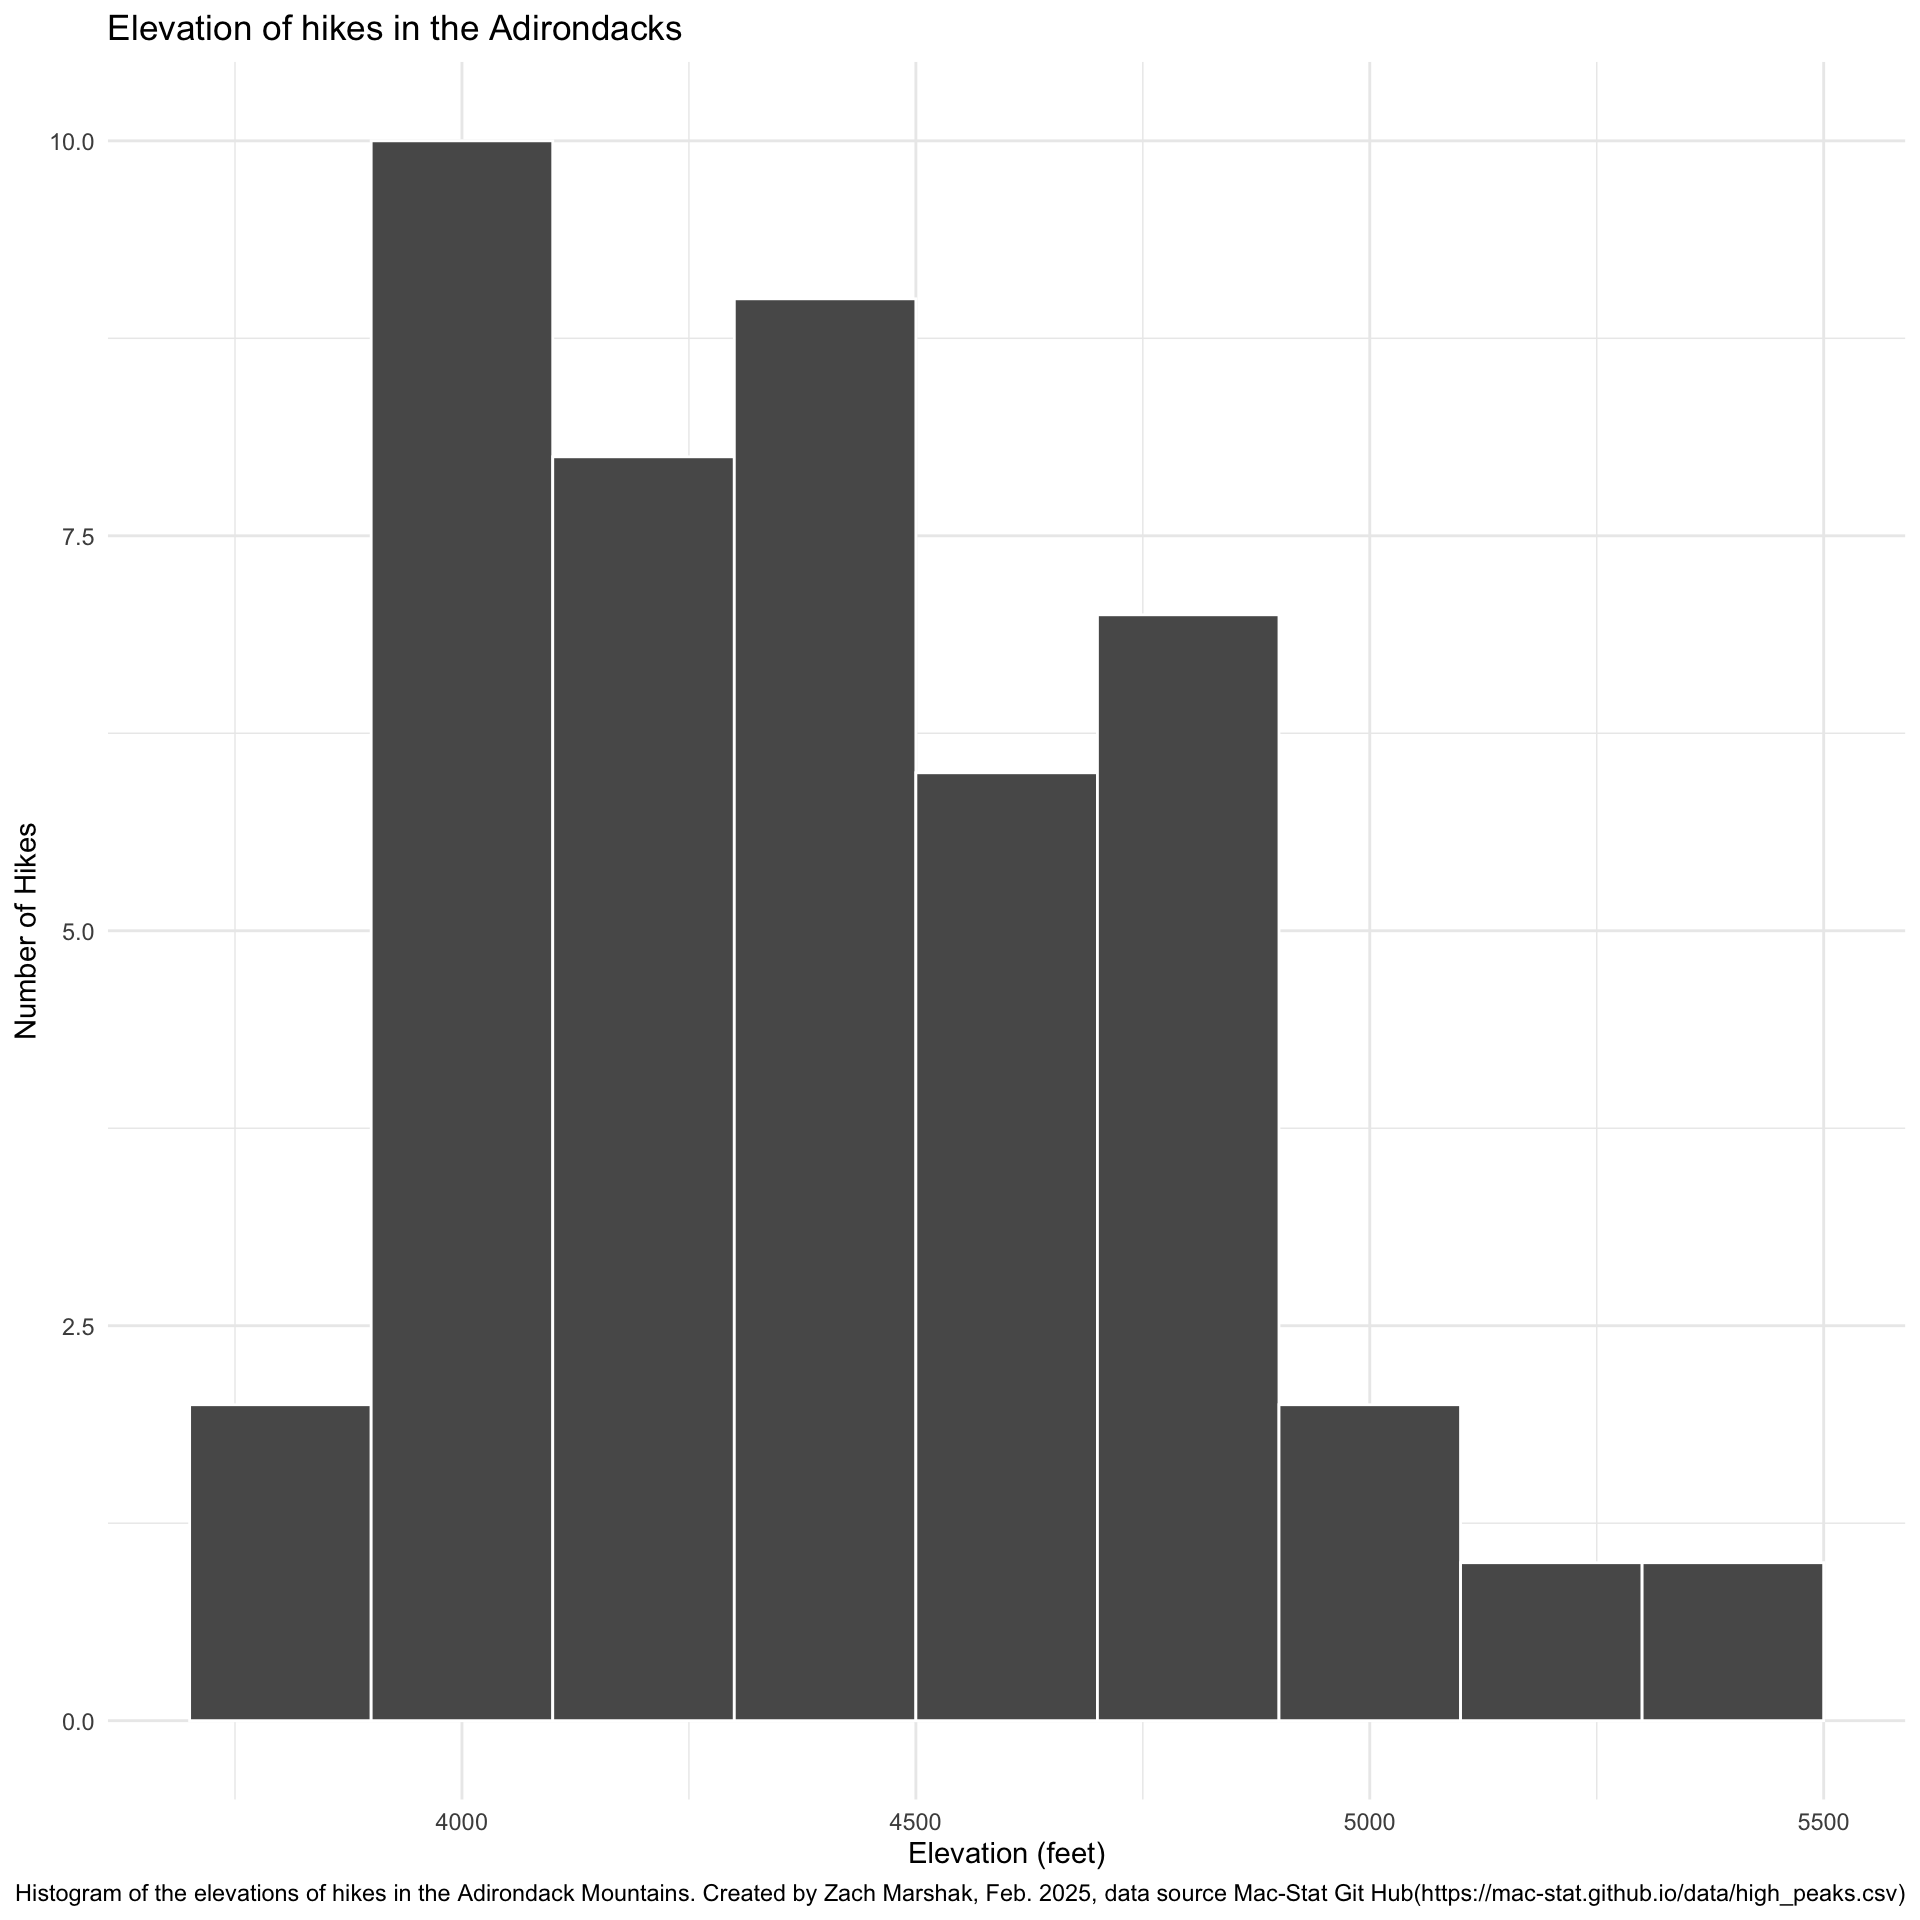 Elevation of hikes in the Adirondacks
10.0
7.5
5.0
2.5
0.0
Number of Hikes
4000 4500 5000 5500
Elevation (feet)
Histogram of the elevations of hikes in the Adirondack Mountains. Created by Zach Marshak, Feb. 2025, data source Mac-Stat Git Hub(https://mac-stat.github.io/data/high_peaks.csv)